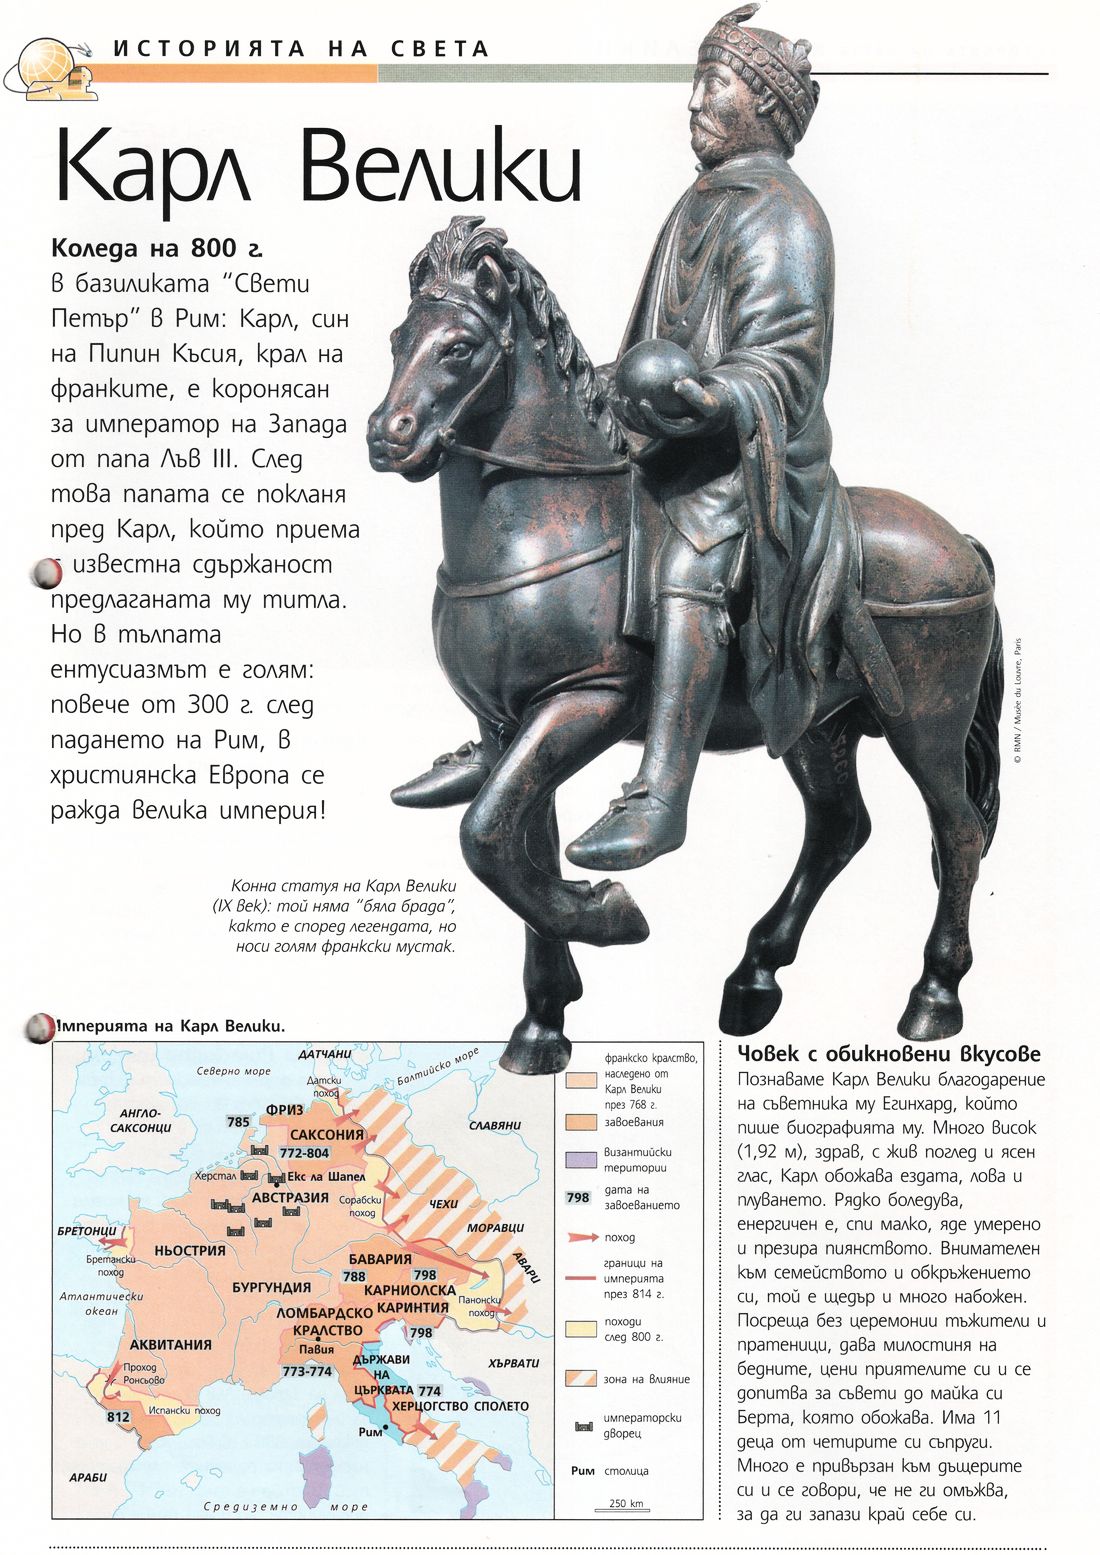 ИСТОРИЯТА НА СВЕТА
Карл Велики
Коледа на 800 г.
В базиликата “Свети
Петър” в Рим: Карл, син
на Пипин Късия, крал на
франките, е коронясан
за император на Запада
от папа Лъв III. След
това папата се покланя
пред Карл, който приема
с известна сдържаност
предлаганата му титла.
Но в тълпата
ентусиазмът е голям:
повече от 300 г. след
падането на Рим, в
християнска Европа се
ражда велика империя!
© RMN / Musée du Louvre, Paris
Конна статуя на Карл Велики
(IX век): той няма “бяла брада”,
както е според легендата, но
носи голям франкски мустак.
Империята на Карл Велики.
ДАТЧАНИ
Северно море
Балтийско море
Датски
поход
АНГЛО-
САКСОНЦИ
785
ФРИЗ
САКСОНИЯ
772-804
СЛАВЯНИ
Херстал
Екс ла Шапел
АВСТРАЗИЯ
Сорабски
поход
ЧЕХИ
МОРАВЦИ
АВАРИ
БРЕТОНЦИ
Бретански
поход
НЬОСТРИЯ
БАВАРИЯ
788
798
Атлантически
океан
БУРГУНДИЯ
КАРНИОЛСКА
КАРИНТИЯ
Панонски
поход
ЛОМБАРДСКО
КРАЛСТВО
798
АКВИТАНИЯ
Павия
773-774
ДЪРЖАВИ
НА
ЦЪРКВАТА
774
ХЪРВАТИ
Проход
Ронсьово
812
Испански поход
ХЕРЦОГСТВО СПОЛЕТО
Рим
АРАБИ
Средиземно море
франкско кралство,
наследено от
Карл Велики
през 768 г.
завоевания
Византийски
територии
798
дата на
завоеванието
поход
граници на
империята
през 814 г.
походи
след 800 г.
зона на влияние
императорски
дворец
Рим столица
250 km
Човек с обикновени вкусове
Познаваме Карл Велики благодарение
на съветника му Егинхард, който
пише биографията му. Много висок
(1,92 м), здрав, с жив поглед и ясен
глас, Карл обожава ездата, лова и
плуването. Рядко боледува,
енергичен е, спи малко, яде умерено
и презира пиянството. Внимателен
към семейството и обкръжението
си, той е щедър и много набожен.
Посреща без церемонии тъжители и
пратеници, дава милостиня на
бедните, цени приятелите си и се
допитва за съвети до майка си
Берта, която обожава. Има 11
деца от четирите си съпруги.
Много е привързан към дъщерите
си и се говори, че не ги омъжва,
за да ги запази край себе си.